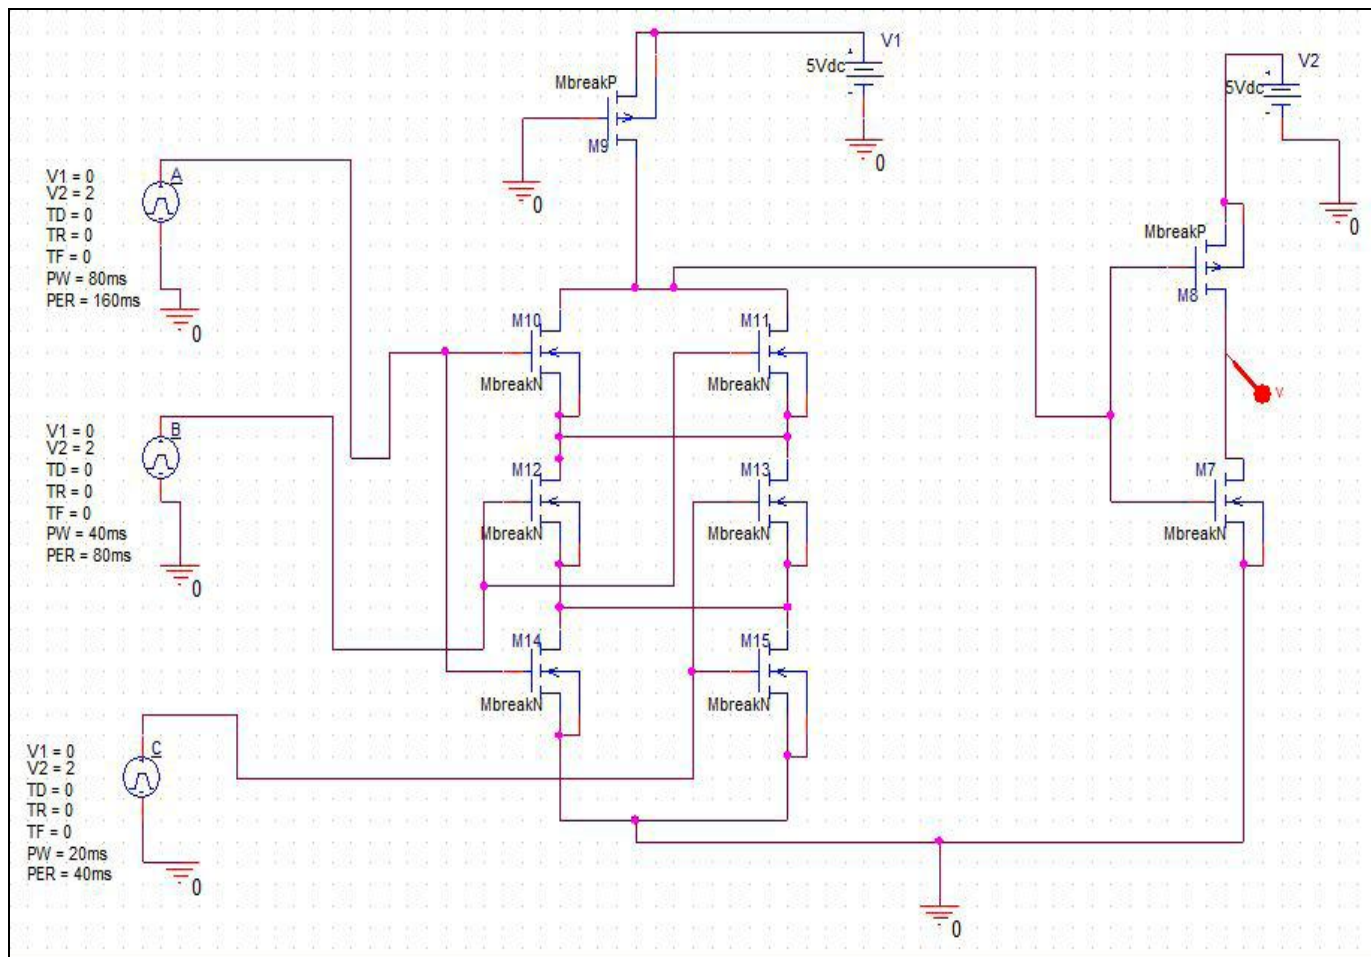 V1
5Vdc
MbreakP
M9
0
0
V2
5Vdc
0
A
V1 = 0
V2 = 2
TD = 0
TR = 0
TF = 0
PW = 80ms
PER = 160ms
0
MbreakP
M8
V
M10
MbreakN
M11
MbreakN
B
V1 = 0
V2 = 2
TD = 0
TR = 0
TF = 0
PW = 40ms
PER = 80ms
0
M12
MbreakN
M13
MbreakN
M7
MbreakN
M14
MbreakN
M15
MbreakN
C
V1 = 0
V2 = 2
TD = 0
TR = 0
TF = 0
PW = 20ms
PER = 40ms
0
0